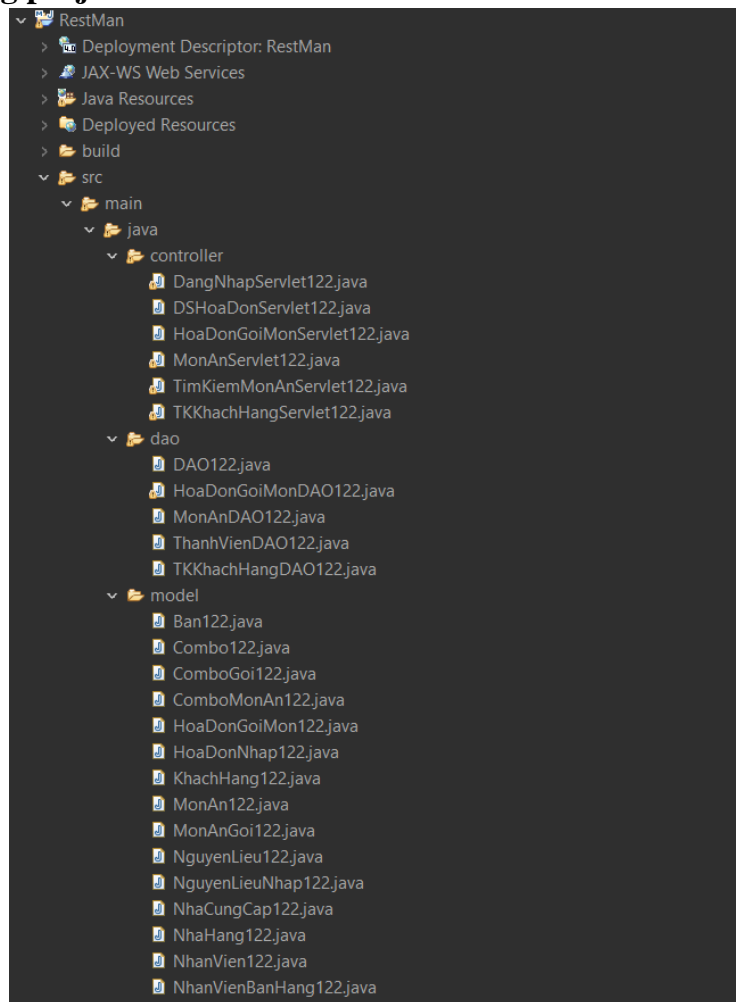 RestMan
Deployment Descriptor: RestMan
JAX-WS Web Services
Java Resources
Deployed Resources
build
src
main
java
controller
DangNhapServlet122.java
DSHoaDonServlet122.java
HoaDonGoiMonServlet122.java
MonAnServlet122.java
TimKiemMonAnServlet122.java
TKKhachHangServlet122.java
dao
DAO122.java
HoaDonGoiMonDAO122.java
MonAnDAO122.java
ThanhVienDAO122.java
TKKhachHangDAO122.java
model
Ban122.java
Combo122.java
ComboGoi122.java
ComboMonAn122.java
HoaDonGoiMon122.java
HoaDonNhap122.java
KhachHang122.java
MonAn122.java
MonAnGoi122.java
NguyenLieu122.java
NguyenLieuNhap122.java
NhaCungCap122.java
NhaHang122.java
NhanVien122.java
NhanVienBanHang122.java